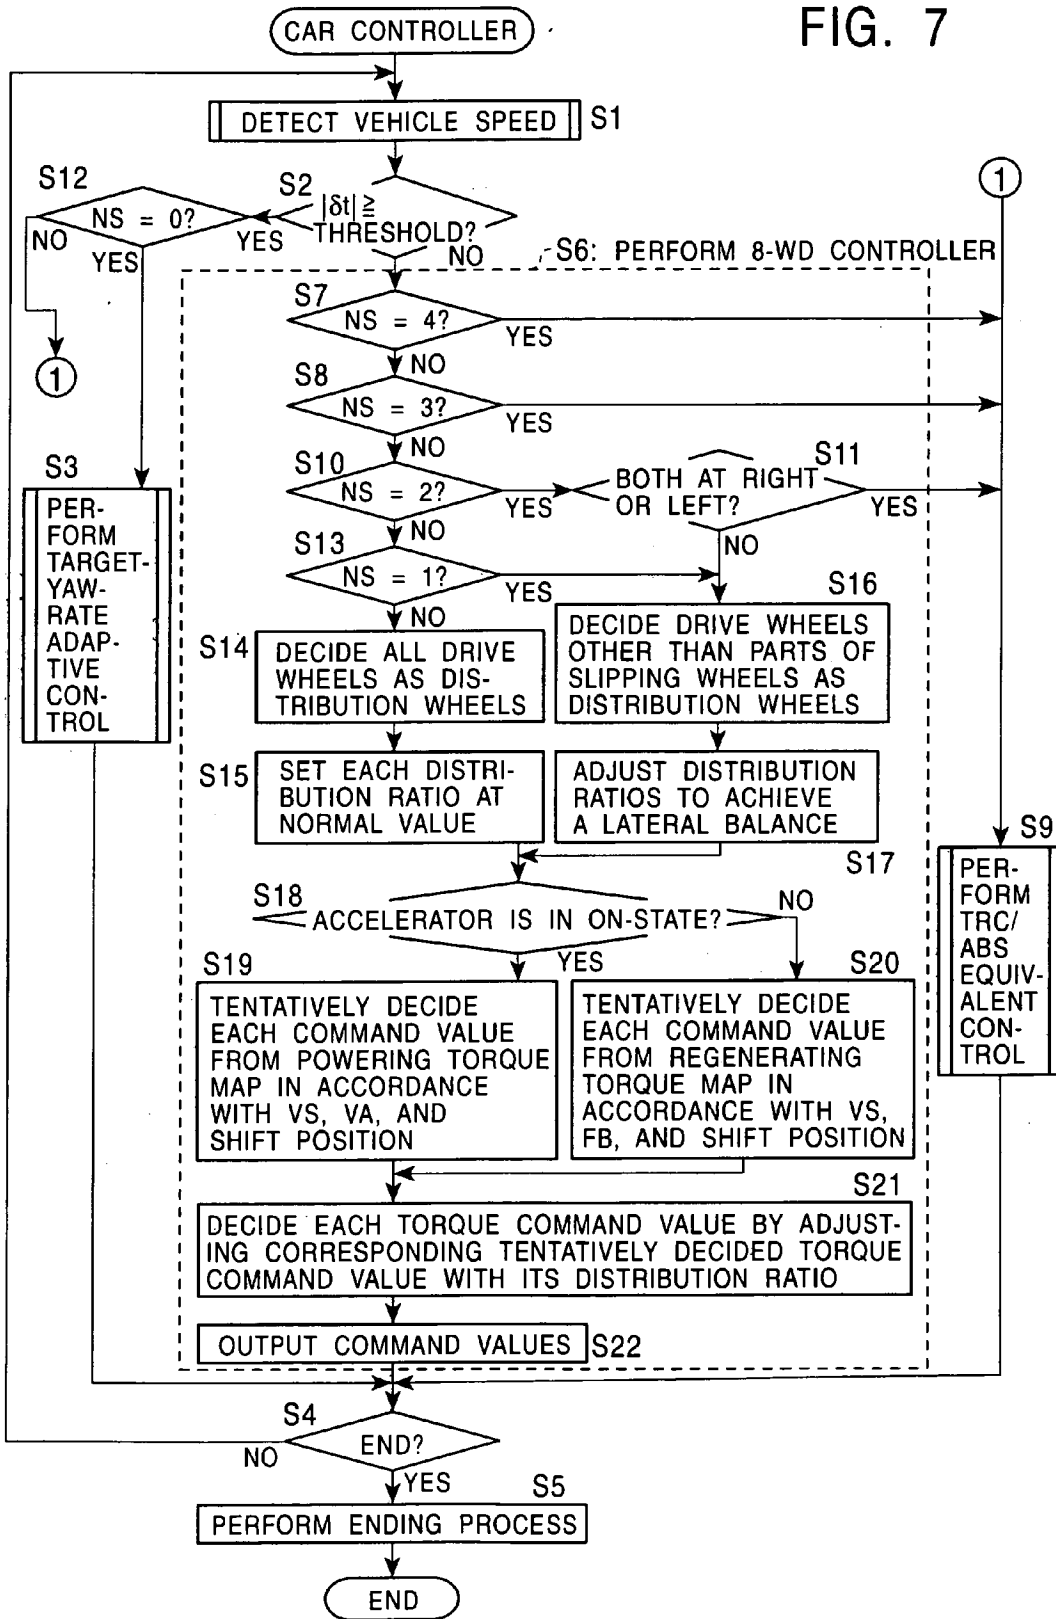 FIG. 7
CAR CONTROLLER
DETECT VEHICLE SPEED
S1
S12
NS = 0?
NO
YES
S2
|δt| ≧
THRESHOLD?
YES
NO
1
1
S6: PERFORM 8-WD CONTROLLER
S7
NS = 4?
YES
NO
S8
NS = 3?
YES
NO
S10
NS = 2?
YES
NO
S11
BOTH AT RIGHT
OR LEFT?
YES
NO
S13
NS = 1?
YES
NO
S3
PER-
FORM
TARGET-
YAW-
RATE
ADAP-
TIVE
CON-
TROL
S14
DECIDE ALL DRIVE
WHEELS AS DIS-
TRIBUTION WHEELS
S16
DECIDE DRIVE WHEELS
OTHER THAN PARTS OF
SLIPPING WHEELS AS
DISTRIBUTION WHEELS
S15
SET EACH DISTRI-
BUTION RATIO AT
NORMAL VALUE
ADJUST DISTRIBUTION
RATIOS TO ACHIEVE
A LATERAL BALANCE
S17
S9
PER-
FORM
TRC/
ABS
EQUIV-
ALENT
CON-
TROL
S18
ACCELERATOR IS IN ON-STATE?
NO
YES
S19
TENTATIVELY DECIDE
EACH COMMAND VALUE
FROM POWERING TORQUE
MAP IN ACCORDANCE
WITH VS, VA, AND
SHIFT POSITION
S20
TENTATIVELY DECIDE
EACH COMMAND VALUE
FROM REGENERATING
TORQUE MAP IN
ACCORDANCE WITH VS,
FB, AND SHIFT POSITION
S21
DECIDE EACH TORQUE COMMAND VALUE BY ADJUST-
ING CORRESPONDING TENTATIVELY DECIDED TORQUE
COMMAND VALUE WITH ITS DISTRIBUTION RATIO
OUTPUT COMMAND VALUES
S22
S4
END?
NO
YES
S5
PERFORM ENDING PROCESS
END